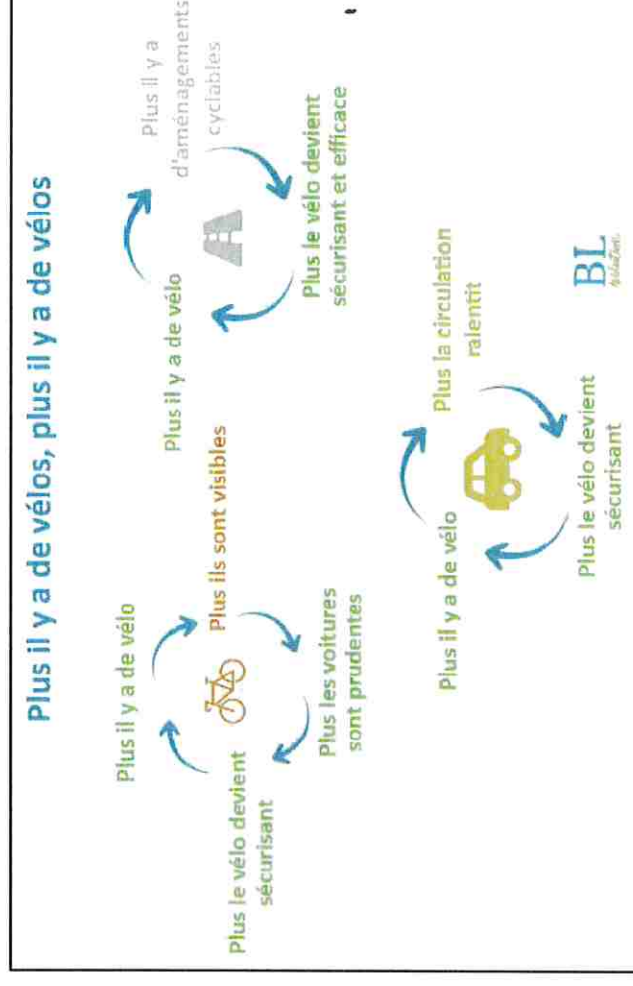 Plus il y a de vélos, plus il y a de vélos
Plus il y a de vélo
Plus ils sont visibles
Plus les voitures
sont prudentes
Plus le vélo devient
sécurisant
Plus il y a de vélo
Plus il y a
d'aménagements
cyclables
Plus le vélo devient
sécurisant et efficace
Plus il y a de vélo
Plus la circulation
ralentit
Plus le vélo devient
sécurisant
BL